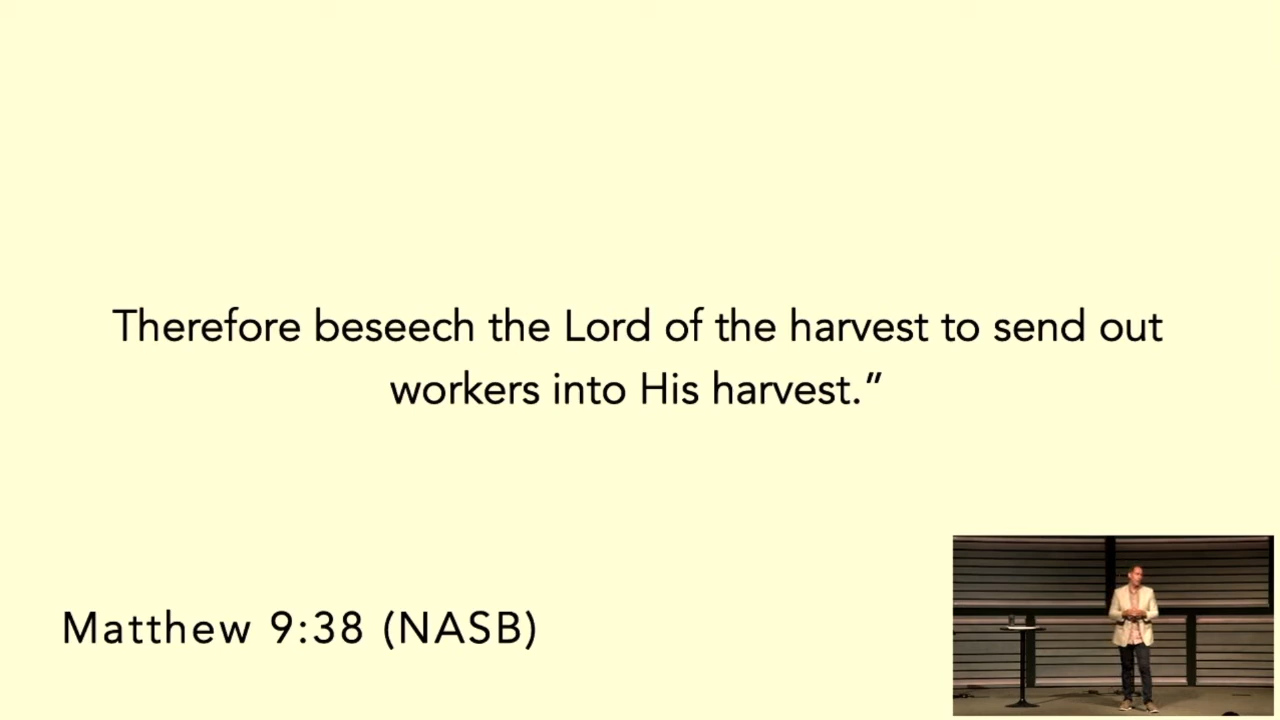 Therefore beseech the Lord of the harvest to send out
workers into His harvest.”
Matthew 9:38 (NASB)